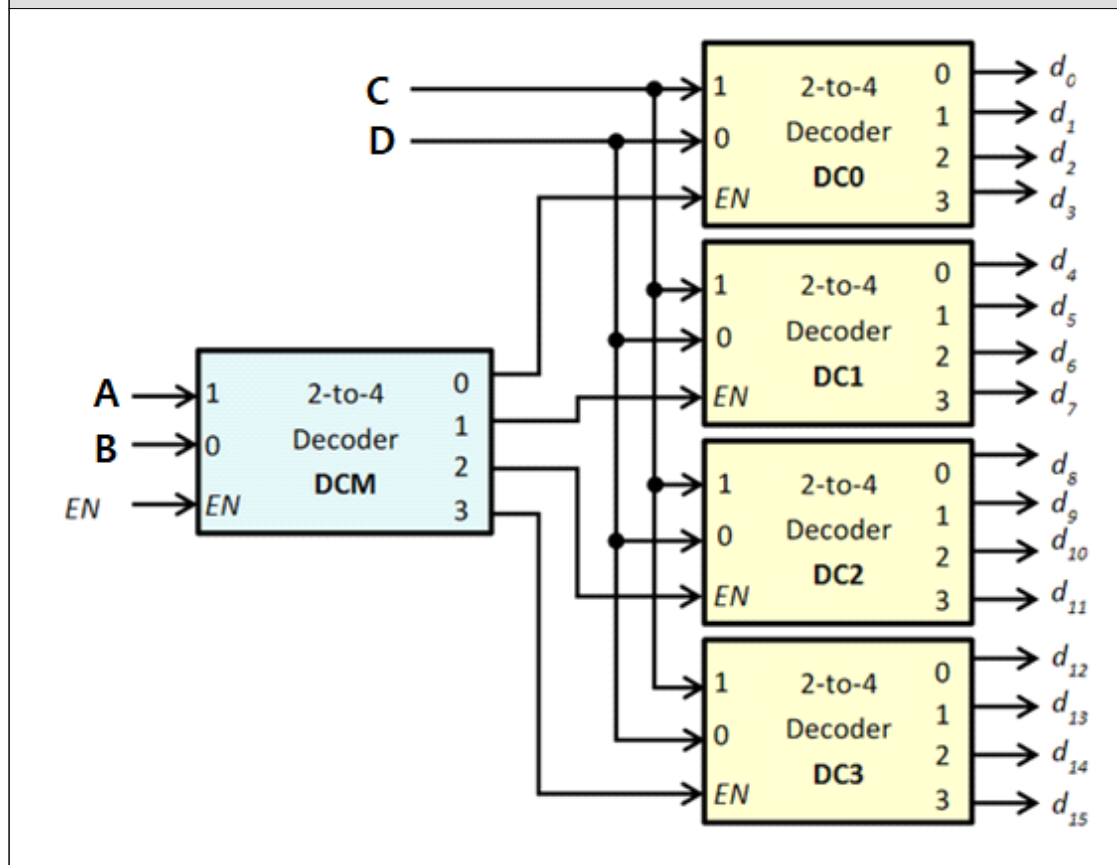 C
D
1 2-to-4 0
0 Decoder 1
DC0 2
EN 3
d0
d1
d2
d3
1 2-to-4 0
0 Decoder 1
DC1 2
EN 3
d4
d5
d6
d7
A
B
EN
1 2-to-4 0
0 Decoder 1
DCM 2
EN 3
1 2-to-4 0
0 Decoder 1
DC2 2
EN 3
d8
d9
d10
d11
1 2-to-4 0
0 Decoder 1
DC3 2
EN 3
d12
d13
d14
d15